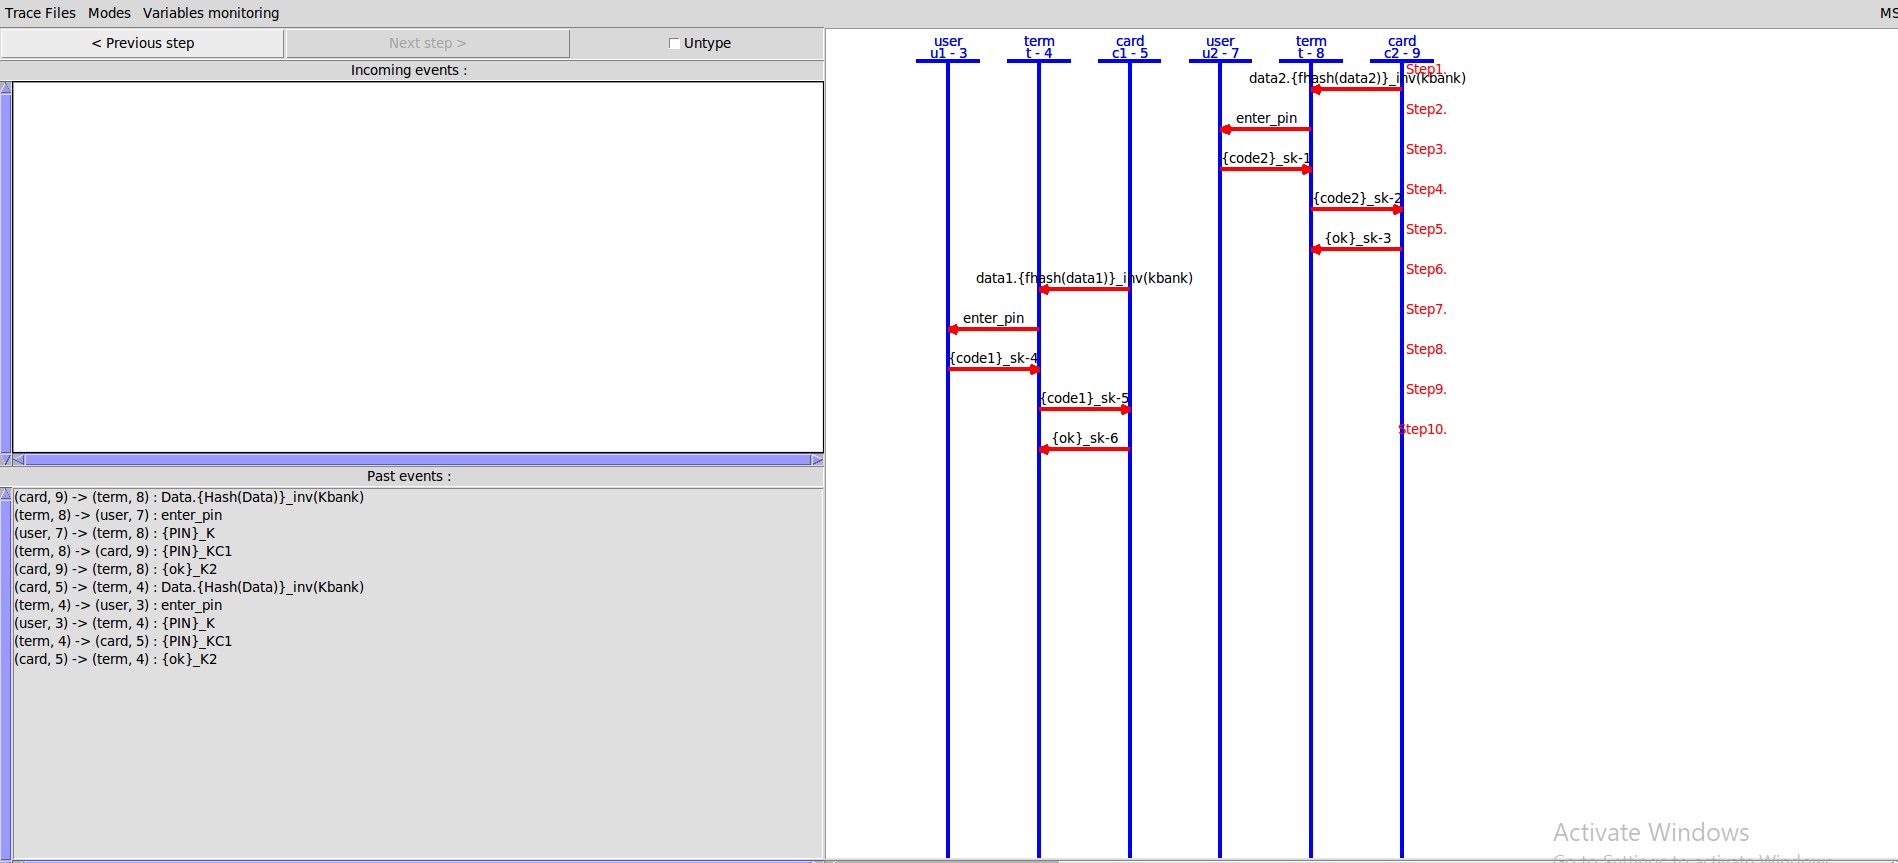 Trace Files Modes Variables monitoring
MS
< Previous step Next step > Untype
Incoming events :
Past events :
(card, 9) -> (term, 8) : Data.{Hash(Data)}_inv(Kbank)
(term, 8) -> (user, 7) : enter_pin
(user, 7) -> (term, 8) : {PIN}_K
(term, 8) -> (card, 9) : {PIN}_KC1
(card, 9) -> (term, 8) : {ok}_K2
(card, 5) -> (term, 4) : Data.{Hash(Data)}_inv(Kbank)
(term, 4) -> (user, 3) : enter_pin
(user, 3) -> (term, 4) : {PIN}_K
(term, 4) -> (card, 5) : {PIN}_KC1
(card, 5) -> (term, 4) : {ok}_K2
user term card user term card
u1 - 3 t - 4 c1 - 5 u2 - 7 t - 8 c2 - 9
Step1.
data2.{fhash(data2)}_inv(kbank)
Step2.
enter_pin
Step3.
{code2}_sk-1
Step4.
{code2}_sk-2
Step5.
{ok}_sk-3
Step6.
data1.{fhash(data1)}_inv(kbank)
Step7.
enter_pin
Step8.
{code1}_sk-4
Step9.
{code1}_sk-5
Step10.
{ok}_sk-6
Activate Windows
Go to Settings to activate Windows